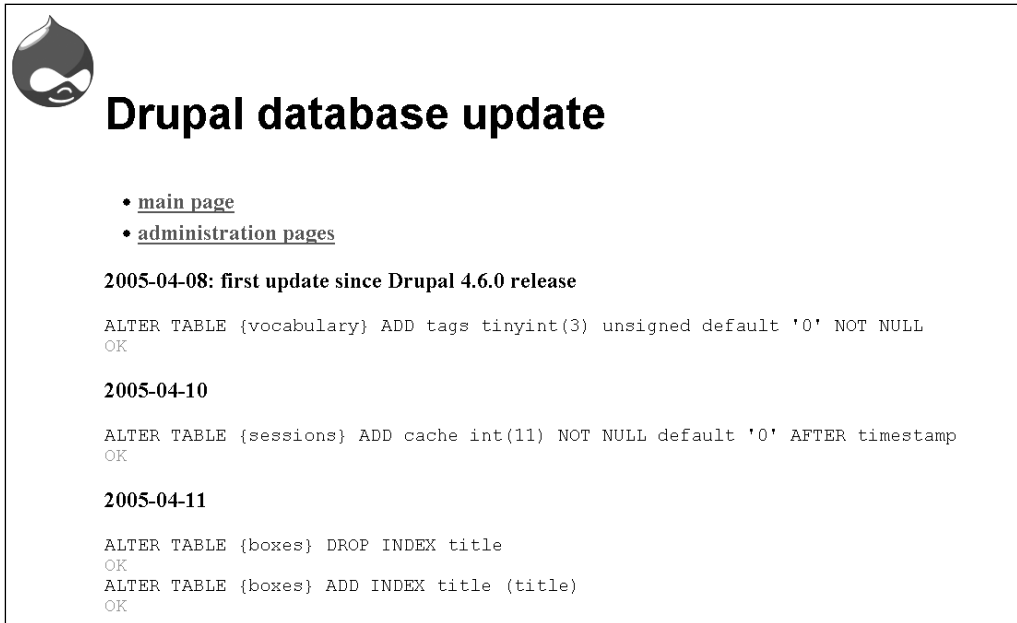 Drupal database update
• main page
• administration pages
2005-04-08: first update since Drupal 4.6.0 release
ALTER TABLE {vocabulary} ADD tags tinyint(3) unsigned default '0' NOT NULL
OK
2005-04-10
ALTER TABLE {sessions} ADD cache int(11) NOT NULL default '0' AFTER timestamp
OK
2005-04-11
ALTER TABLE {boxes} DROP INDEX title
OK
ALTER TABLE {boxes} ADD INDEX title (title)
OK